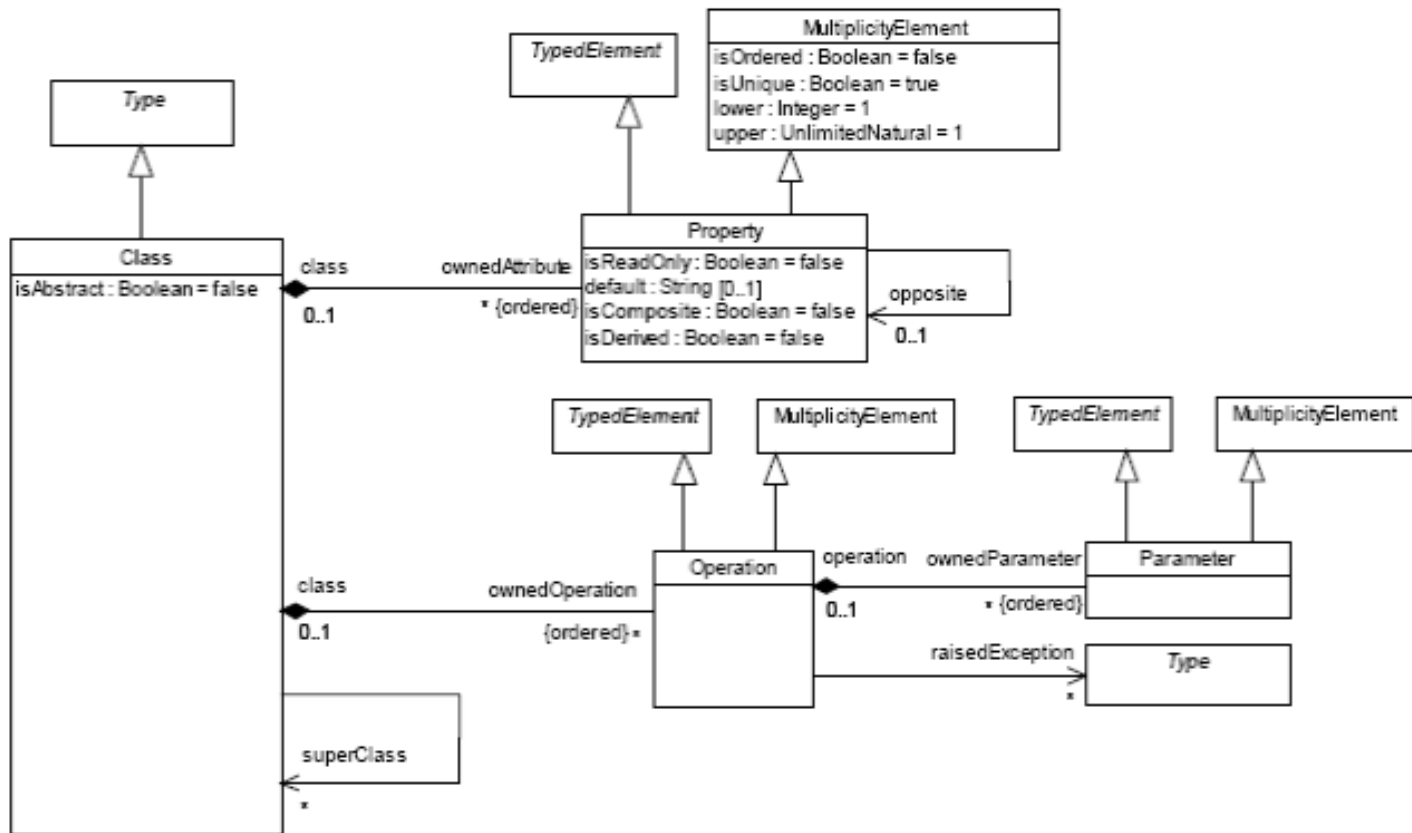 MultiplicityElement
isOrdered : Boolean = false
isUnique : Boolean = true
lower : Integer = 1
upper : UnlimitedNatural = 1
TypedElement
Type
Property
isReadOnly : Boolean = false
default : String [0..1]
isComposite : Boolean = false
isDerived : Boolean = false
Class
isAbstract : Boolean = false
class
0..1
ownedAttribute
* {ordered}
opposite
0..1
TypedElement
MultiplicityElement
TypedElement
MultiplicityElement
class
0..1
ownedOperation
{ordered} *
Operation
operation
0..1
ownedParameter
* {ordered}
Parameter
raisedException
*
Type
superClass
*